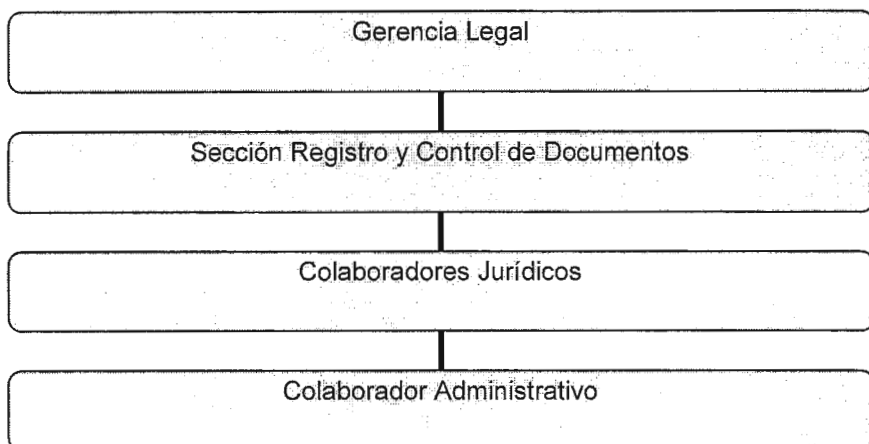 Gerencia Legal
Sección Registro y Control de Documentos
Colaboradores Jurídicos
Colaborador Administrativo